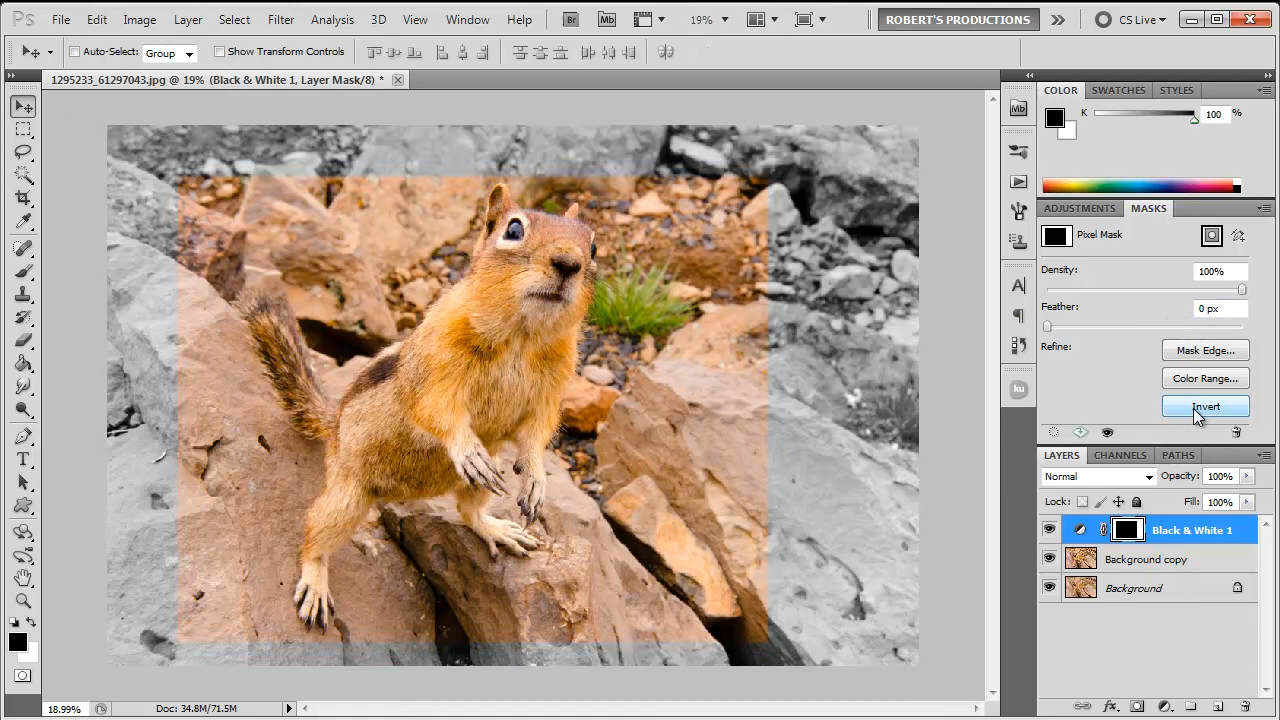 Ps File Edit Image Layer Select Filter Analysis 3D View Window Help Br Mb 19% ROBERT'S PRODUCTIONS CS Live
Auto-Select: Group Show Transform Controls
1295233_61297043.jpg @ 19% (Black & White 1, Layer Mask/8) *
COLOR SWATCHES STYLES
Mb
K 100 %
ADJUSTMENTS MASKS
Pixel Mask
Density: 100%
Feather: 0 px
Refine: Mask Edge...
Color Range...
ku
Invert
LAYERS CHANNELS PATHS
Normal Opacity: 100%
Lock: Fill: 100%
Black & White 1
Background copy
Background
18.99% Doc: 34.8M/71.5M